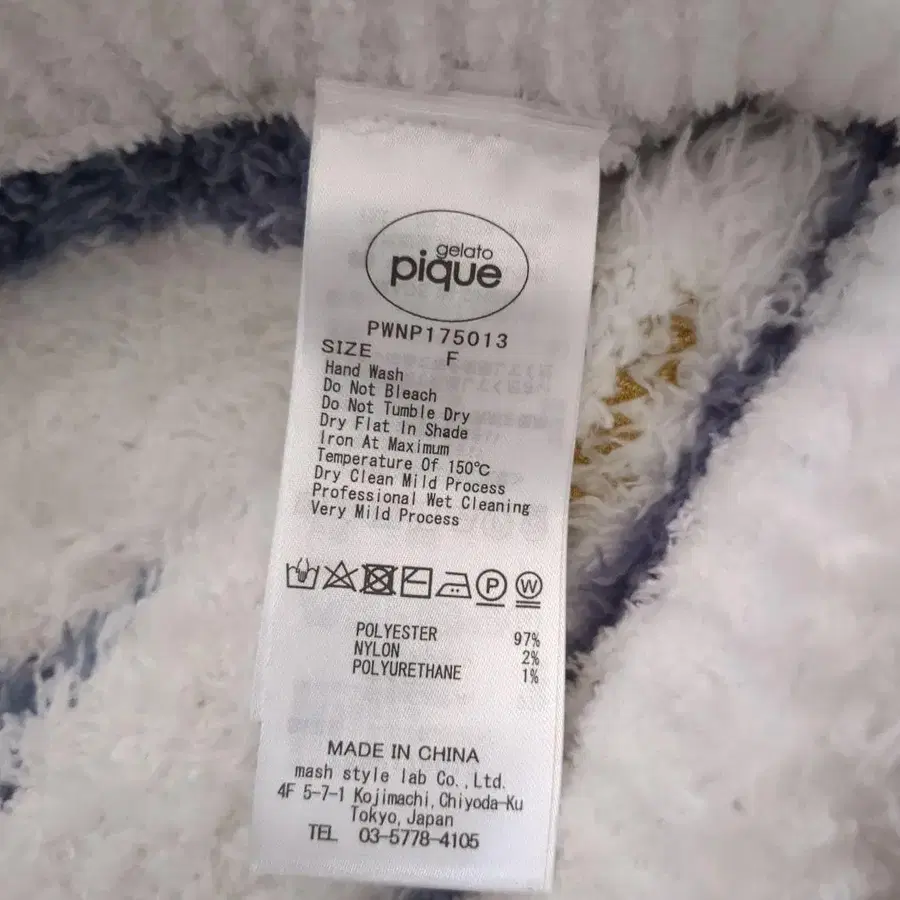 gelato
pique
PWNP175013
SIZE F
Hand Wash
Do Not Bleach
Do Not Tumble Dry
Dry Flat In Shade
Iron At Maximum
Temperature Of 150℃
Dry Clean Mild Process
Professional Wet Cleaning
Very Mild Process
P W
POLYESTER 97%
NYLON 2%
POLYURETHANE 1%
MADE IN CHINA
mash style lab Co.,Ltd.
4F 5-7-1 Kojimachi,Chiyoda-Ku
Tokyo,Japan
TEL 03-5778-4105